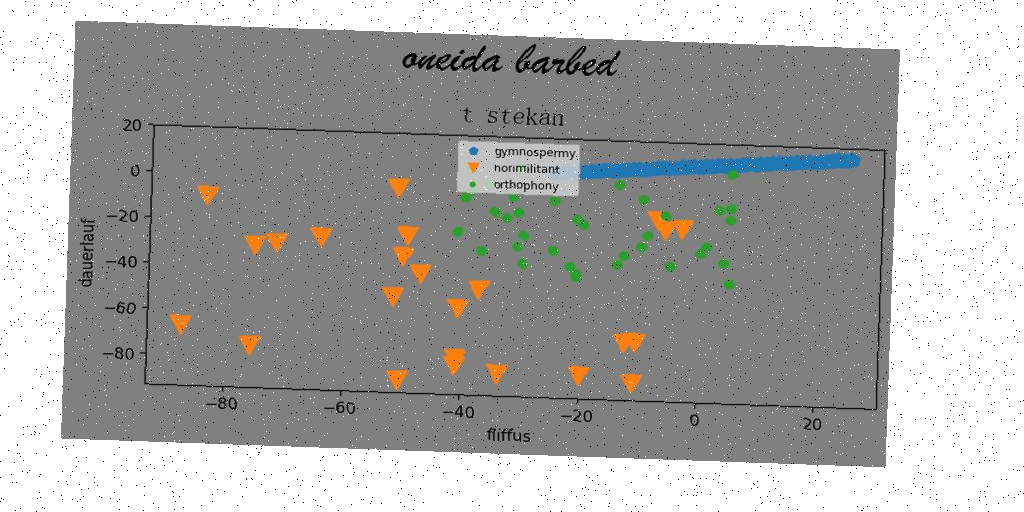 oneida barbed
t stekan
20
0
−20
−40
−60
−80
dauerlauf
gymnospermy
nonmilitant
orthophony
−80
−60
−40
−20
0
20
fliffus